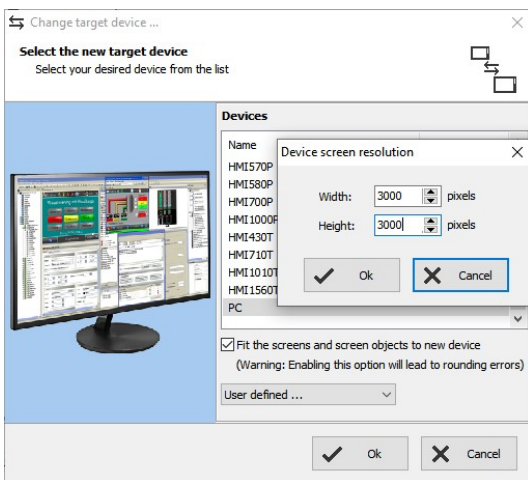 Change target device ...
Select the new target device
Select your desired device from the list
Devices
Name
HMI570P
HMI580P
HMI700P
HMI1000P
HMI430T
HMI710T
HMI1010T
HMI1560T
PC
Device screen resolution
Width: 3000 pixels
Height: 3000 pixels
Ok Cancel
Fit the screens and screen objects to new device
(Warning: Enabling this option will lead to rounding errors)
User defined ...
Ok Cancel